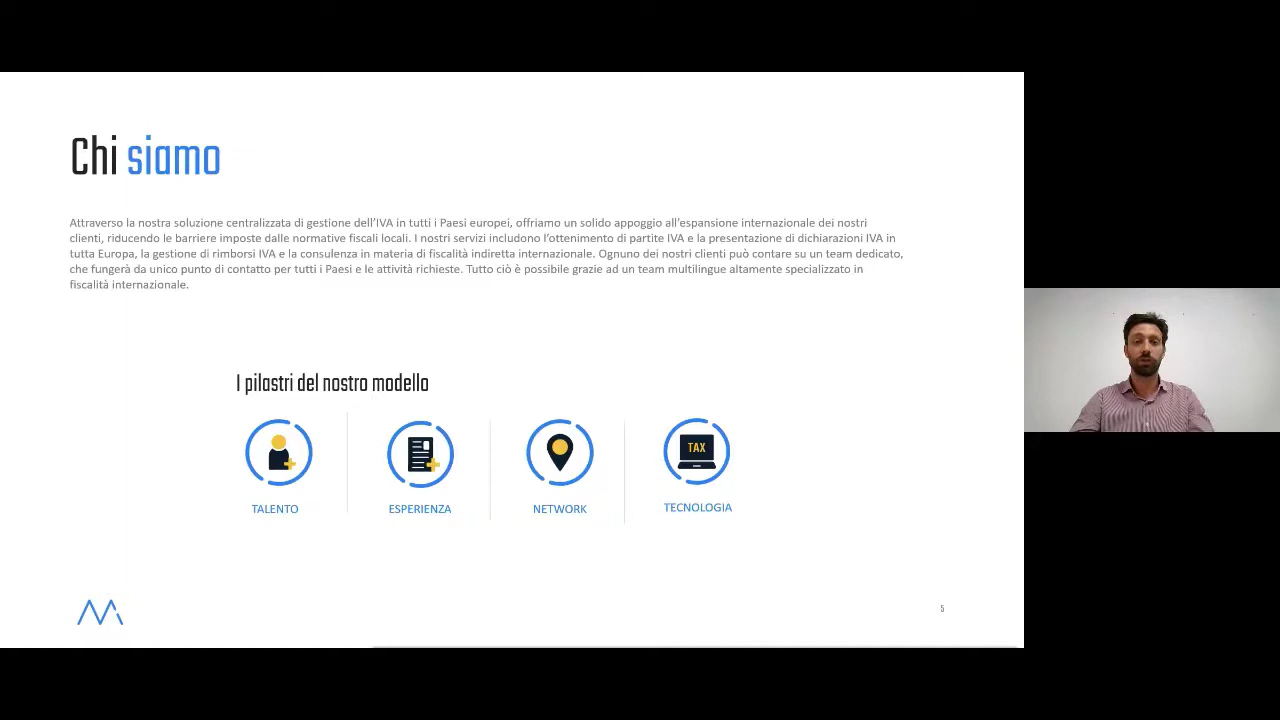 Chi siamo
Attraverso la nostra soluzione centralizzata di gestione dell'IVA in tutti i Paesi europei, offriamo un solido appoggio all'espansione internazionale dei nostri
clienti, riducendo le barriere imposte dalle normative fiscali locali. I nostri servizi includono l'ottenimento di partite IVA e la presentazione di dichiarazioni IVA in
tutta Europa, la gestione di rimborsi IVA e la consulenza in materia di fiscalità indiretta internazionale. Ognuno dei nostri clienti può contare su un team dedicato,
che fungerà da unico punto di contatto per tutti i Paesi e le attività richieste. Tutto ciò è possibile grazie ad un team multilingue altamente specializzato in
fiscalità internazionale.
I pilastri del nostro modello
TAX
TALENTO
ESPERIENZA
NETWORK
TECNOLOGIA
5